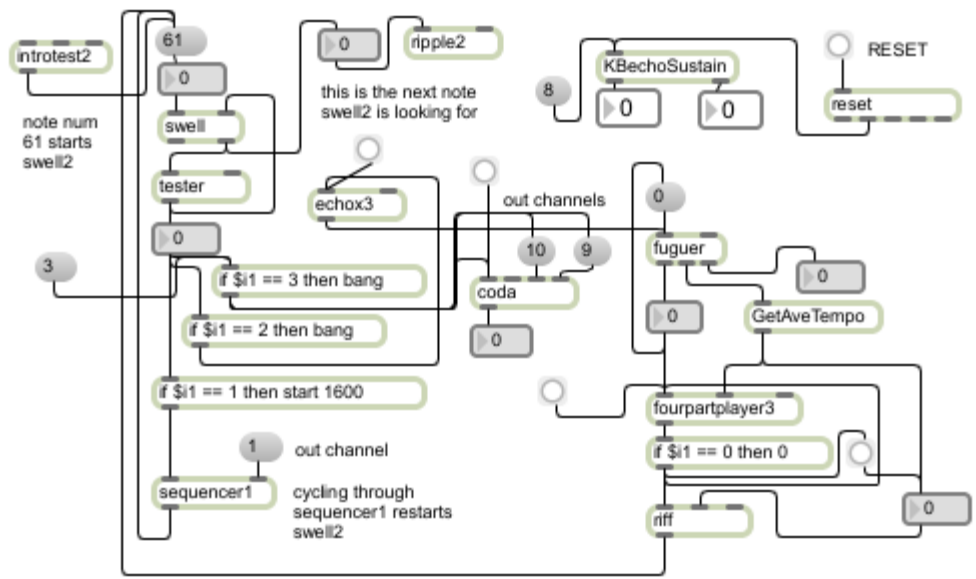 61
0
ripple2
introtest2
0
KBechoSustain
RESET
8
0
0
reset
this is the next note
swell2 is looking for
note num
61 starts
swell2
swell
tester
echox3
out channels
0
0
10
9
fuguer
3
if $i1 == 3 then bang
coda
0
if $i1 == 2 then bang
0
0
GetAveTempo
if $i1 == 1 then start 1600
fourpartplayer3
1
out channel
if $i1 == 0 then 0
sequencer1
cycling through
sequencer1 restarts
swell2
0
riff